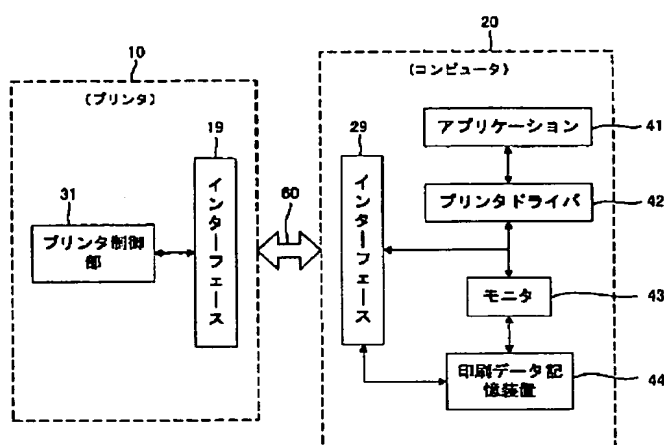 10
(プリンタ)
19
インターフェース
31
プリンタ制御
部
60
20
(コンピュータ)
29
インターフェース
アプリケーション
41
プリンタドライバ
42
モニタ
43
印刷データ記
憶装置
44